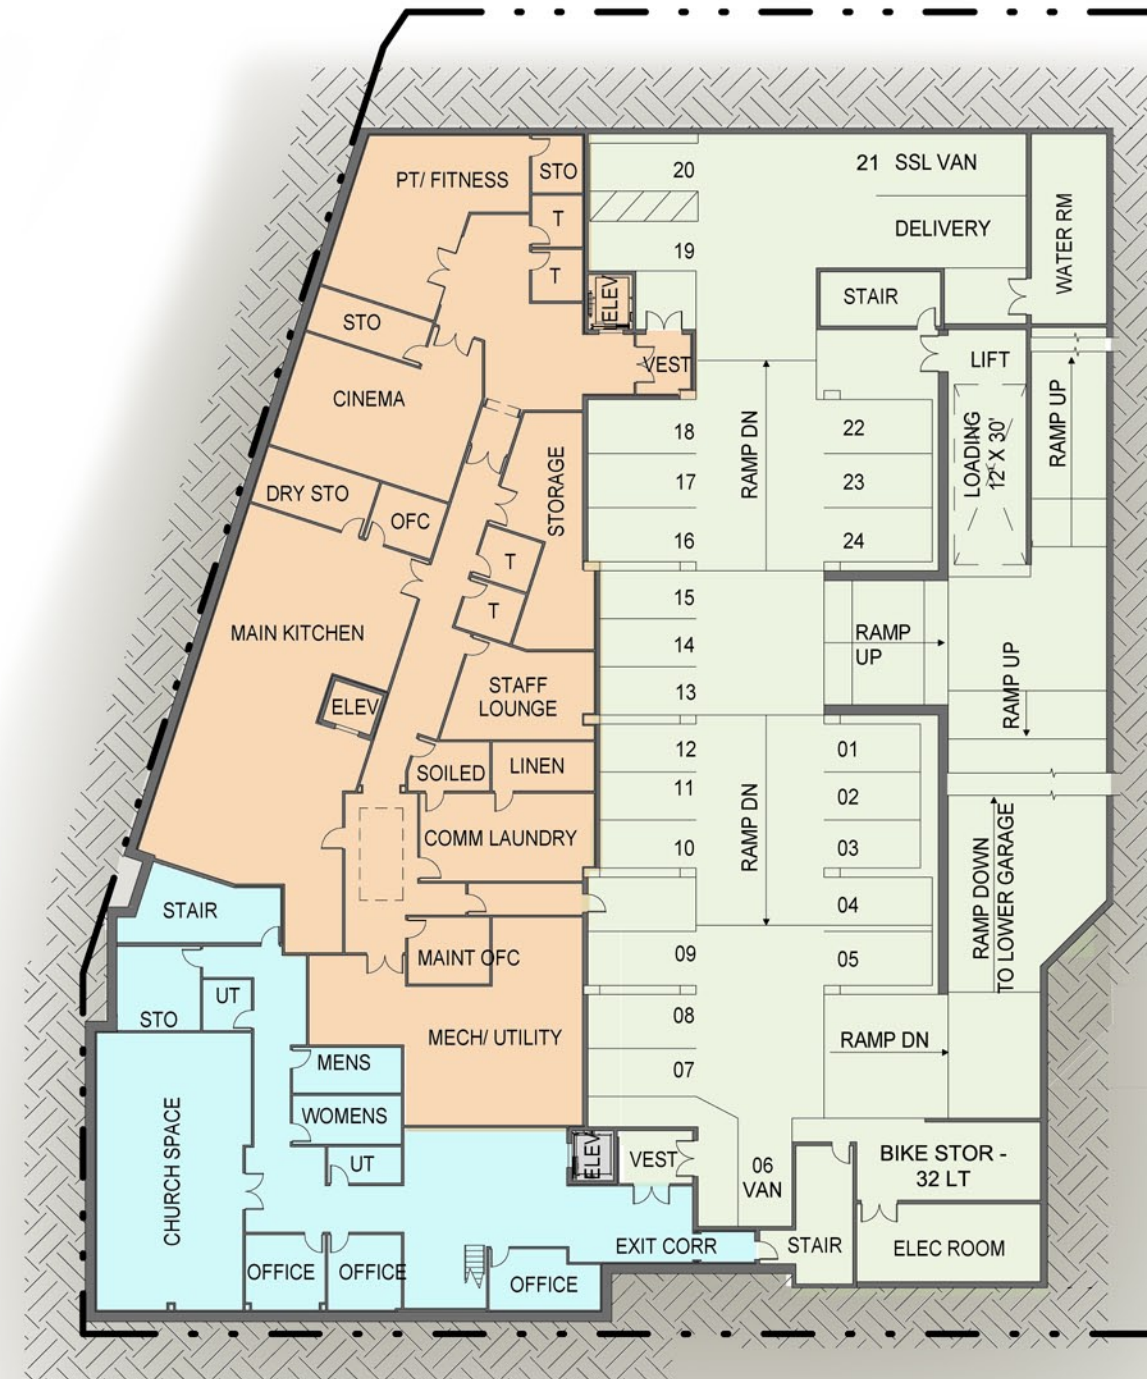 PT/ FITNESS
STO
T
T
20
19
21 SSL VAN
DELIVERY
WATER RM
ELEV
VEST
STAIR
LIFT
STO
CINEMA
DRY STO
OFC
STORAGE
T
T
18
17
16
RAMP DN
22
23
24
LOADING
12' X 30'
RAMP UP
MAIN KITCHEN
ELEV
STAFF
LOUNGE
15
14
13
RAMP
UP
RAMP UP
SOILED
LINEN
COMM LAUNDRY
12
11
10
RAMP DN
01
02
03
04
05
RAMP DOWN
TO LOWER GARAGE
STAIR
MAINT OFC
09
08
07
RAMP DN
UT
STO
MECH/ UTILITY
MENS
WOMENS
UT
CHURCH SPACE
ELEV
VEST
06
VAN
BIKE STOR -
32 LT
EXIT CORR
STAIR
ELEC ROOM
OFFICE
OFFICE
OFFICE